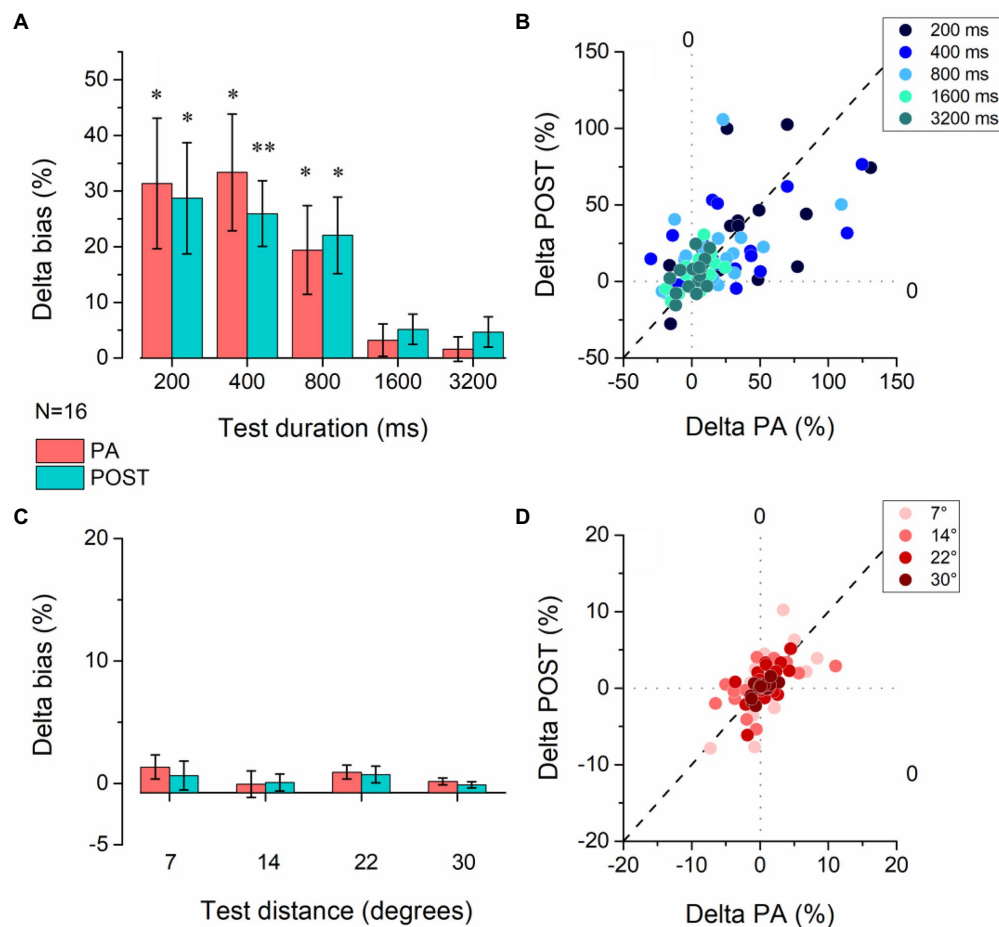 A
Delta bias (%)
50
40
30
20
10
0
* * * ** * *
200 400 800 1600 3200
Test duration (ms)
N=16
PA
POST
B
Delta POST (%)
150
100
50
0
-50
0
0
200 ms
400 ms
800 ms
1600 ms
3200 ms
-50 0 50 100 150
Delta PA (%)
C
Delta bias (%)
20
10
0
-5
7 14 22 30
Test distance (degrees)
D
Delta POST (%)
20
10
0
-10
-20
0
0
7°
14°
22°
30°
-20 -10 0 10 20
Delta PA (%)